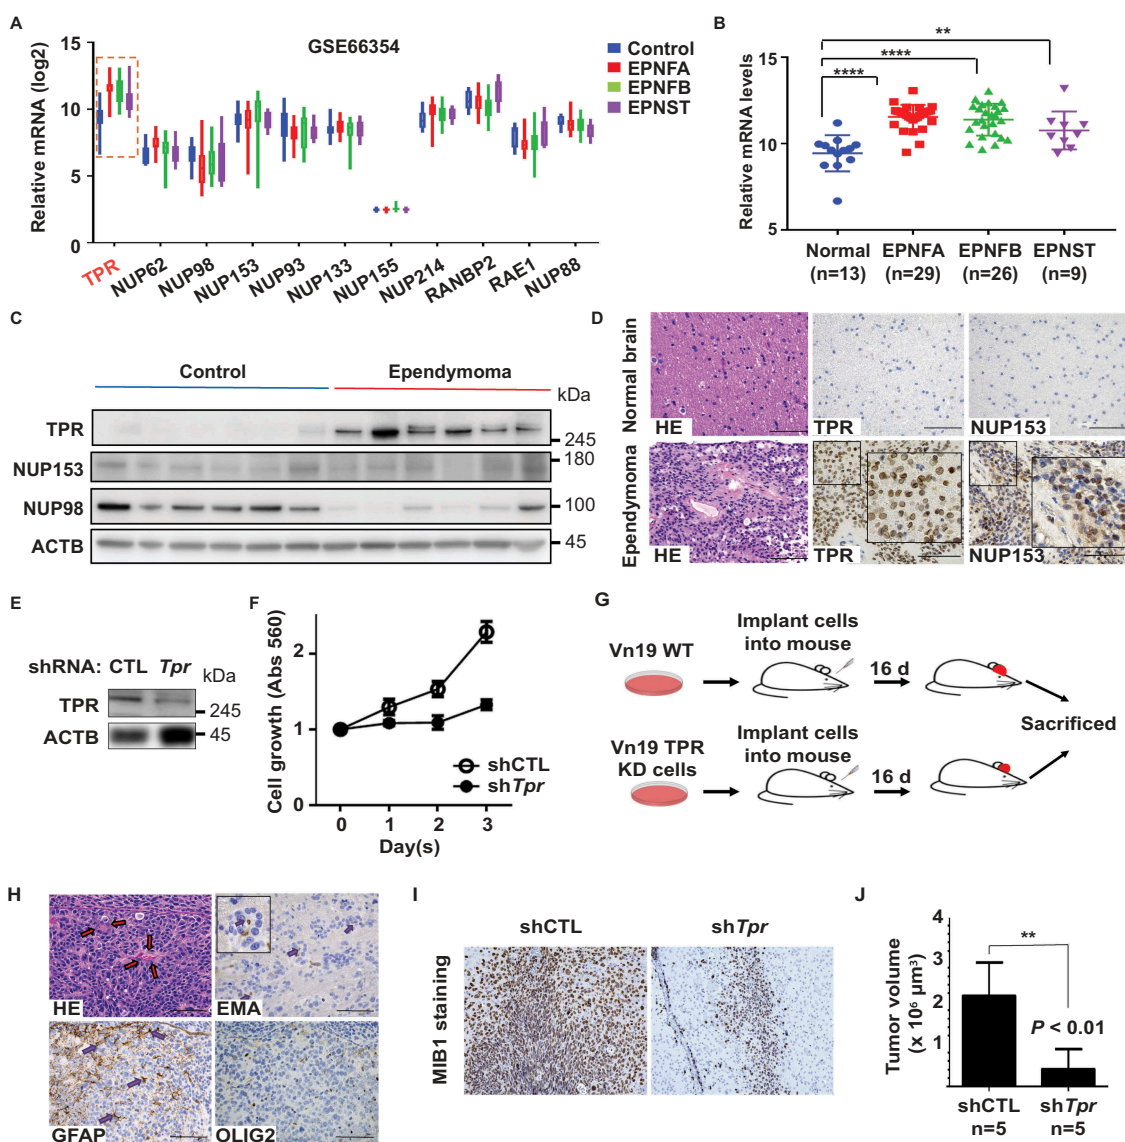 A
GSE66354
Relative mRNA (log2)
15
10
5
0
Control
EPNFA
EPNFB
EPNST
TPR
NUP62
NUP98
NUP153
NUP93
NUP133
NUP155
NUP214
RANBP2
RAE1
NUP88
B
Relative mRNA levels
15
10
5
**
****
****
Normal
(n=13)
EPNFA
(n=29)
EPNFB
(n=26)
EPNST
(n=9)
C
Control
Ependymoma
kDa
TPR
245
NUP153
180
NUP98
100
ACTB
45
D
Normal brain
HE
TPR
NUP153
Ependymoma
HE
TPR
NUP153
E
shRNA: CTL Tpr
kDa
TPR
245
ACTB
45
F
Cell growth (Abs 560)
2
1
0
shCTL
shTpr
0 1 2 3
Day(s)
G
Vn19 WT
Implant cells
into mouse
16 d
Vn19 TPR
KD cells
Implant cells
into mouse
16 d
Sacrificed
H
HE
EMA
GFAP
OLIG2
I
shCTL
shTpr
MIB1 staining
J
Tumor volume
(x 10⁶ µm³)
4
3
2
1
**
P < 0.01
shCTL
n=5
shTpr
n=5